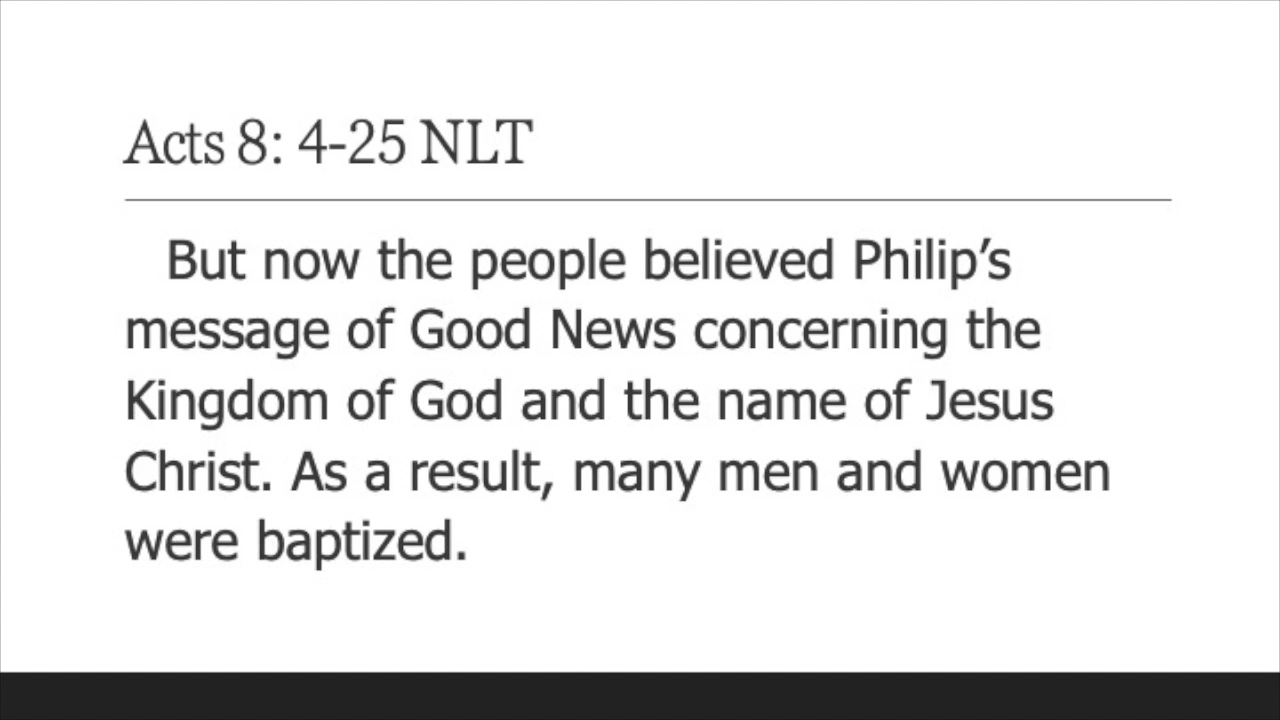 Acts 8: 4-25 NLT
But now the people believed Philip’s
message of Good News concerning the
Kingdom of God and the name of Jesus
Christ. As a result, many men and women
were baptized.